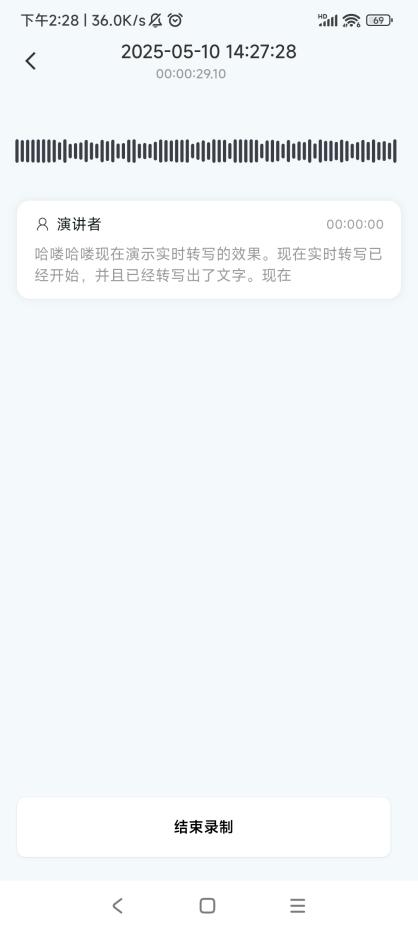 下午2:28 | 36.0K/s
HD 69
2025-05-10 14:27:28
00:00:29.10
演讲者 00:00:00
哈喽哈喽现在演示实时转写的效果。现在实时转写已
经开始，并且已经转写出了文字。现在
结束录制